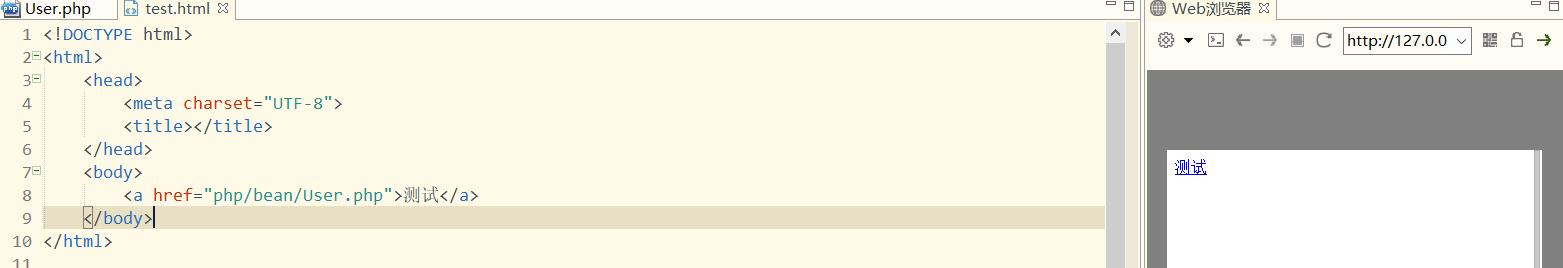 User.php
test.html
Web浏览器
http://127.0.0
1 <!DOCTYPE html>
2 <html>
3 <head>
4 <meta charset="UTF-8">
5 <title></title>
6 </head>
7 <body>
8 <a href="php/bean/User.php">测试</a>
9 </body>
10 </html>
11
测试